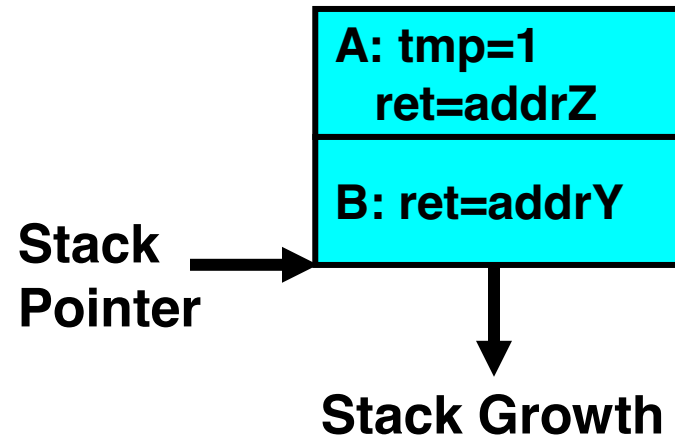 A: tmp=1
ret=addrZ
B: ret=addrY
Stack
Pointer
Stack Growth